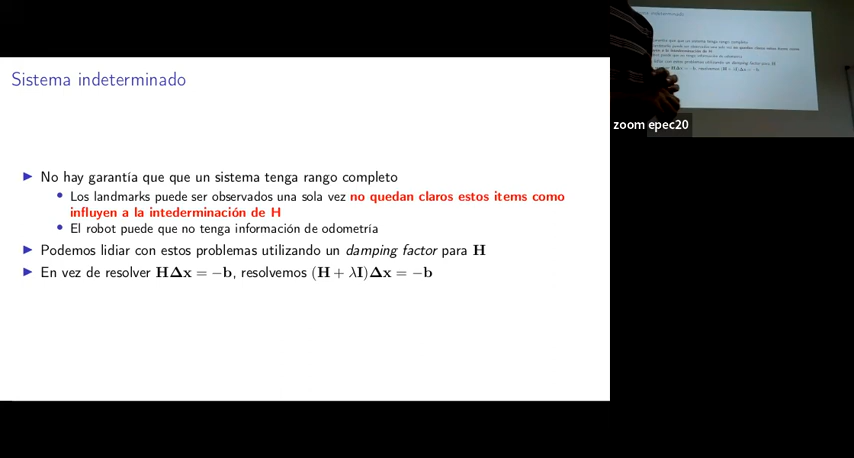 Sistema indeterminado
No hay garantía que que un sistema tenga rango completo
Los landmarks puede ser observados una sola vez no quedan claros estos items como
influyen a la intederminación de H
El robot puede que no tenga información de odometría
Podemos lidiar con estos problemas utilizando un damping factor para H
En vez de resolver HΔx = −b, resolvemos (H + λI)Δx = −b
zoom epec20